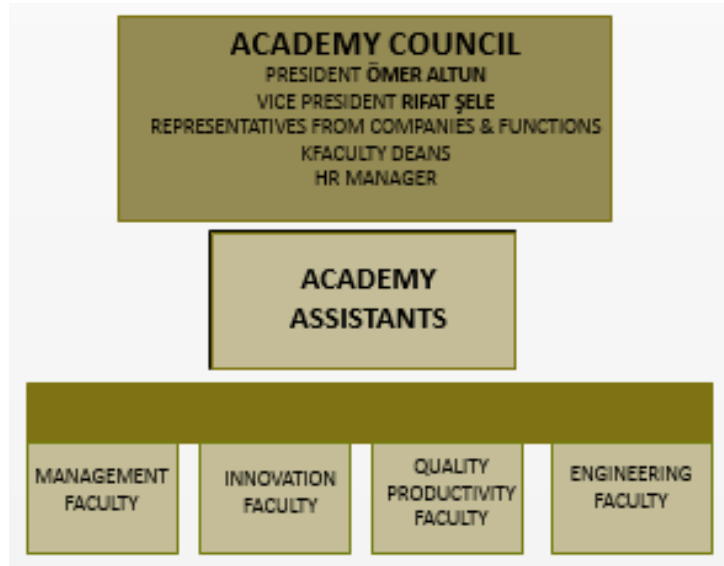 ACADEMY COUNCIL
PRESIDENT ÖMER ALTUN
VICE PRESIDENT RIFAT ŞELE
REPRESENTATIVES FROM COMPANIES & FUNCTIONS
KFACULTY DEANS
HR MANAGER
ACADEMY
ASSISTANTS
MANAGEMENT
FACULTY
INNOVATION
FACULTY
QUALITY
PRODUCTIVITY
FACULTY
ENGINEERING
FACULTY